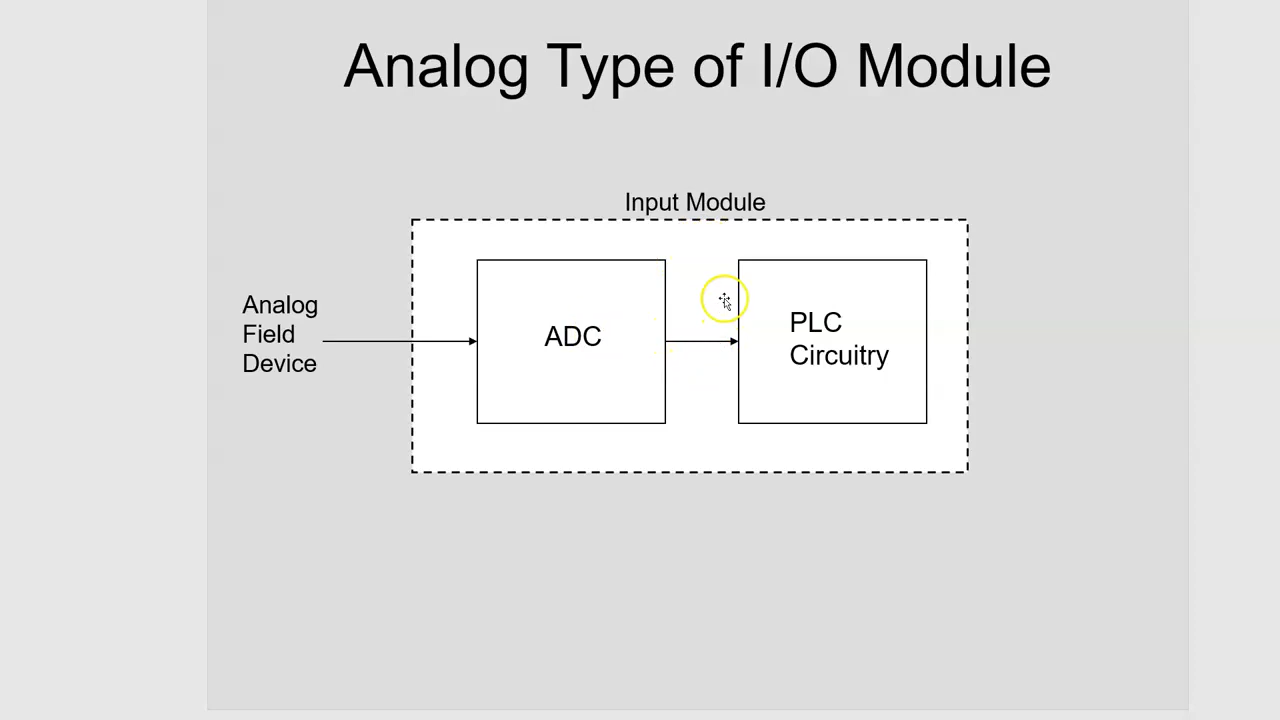 Analog Type of I/O Module
Input Module
Analog
Field
Device
ADC
PLC
Circuitry